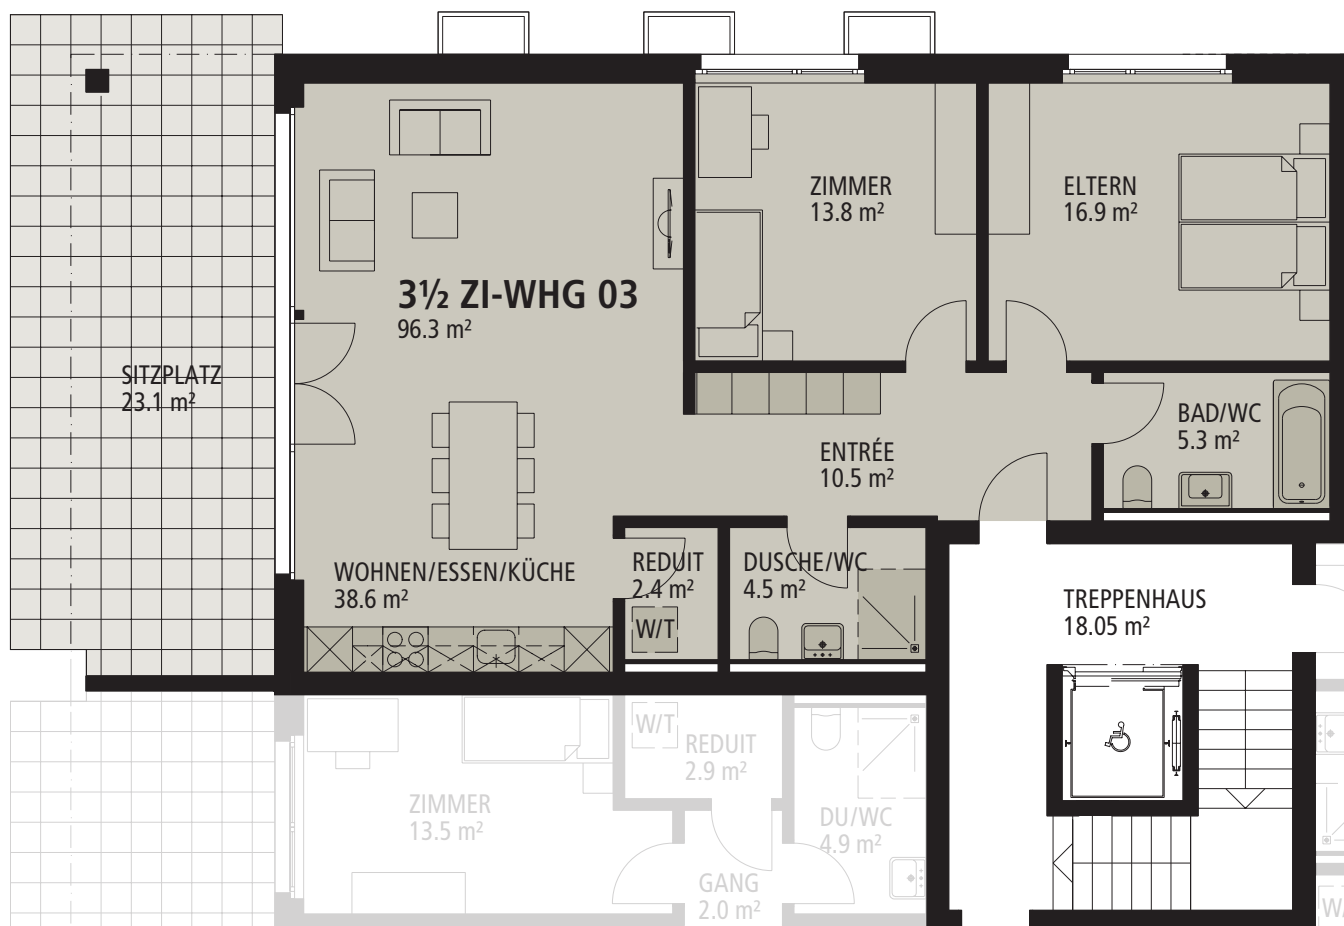 ZIMMER
13.8 m²
ELTERN
16.9 m²
3½ ZI-WHG 03
96.3 m²
SITZPLATZ
23.1 m²
BAD/WC
5.3 m²
ENTRÉE
10.5 m²
WOHNEN/ESSEN/KÜCHE
38.6 m²
REDUIT
2.4 m²
W/T
DUSCHE/WC
4.5 m²
TREPPENHAUS
18.05 m²
W/T
REDUIT
2.9 m²
ZIMMER
13.5 m²
DU/WC
4.9 m²
GANG
2.0 m²